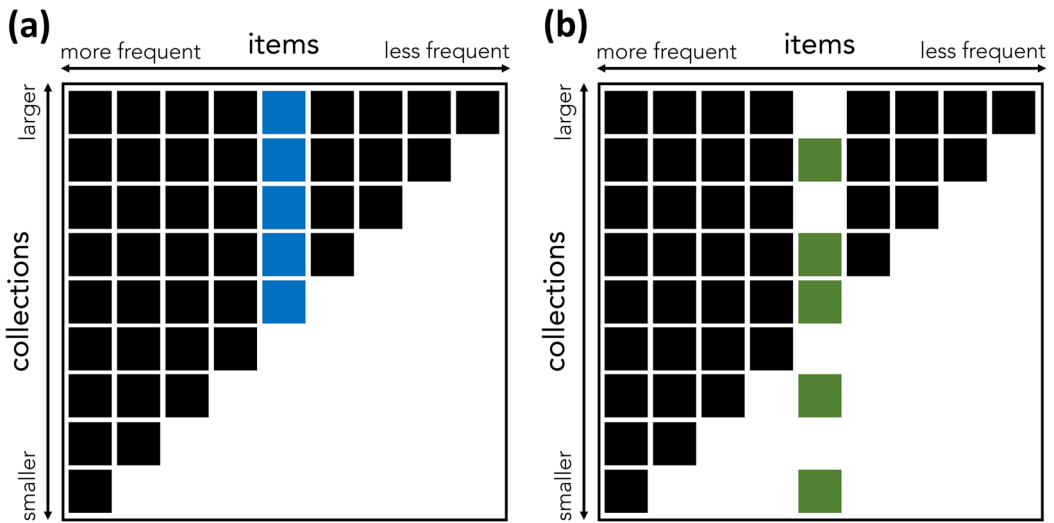 (a)
items
more frequent
less frequent
larger
collections
smaller
(b)
items
more frequent
less frequent
larger
collections
smaller